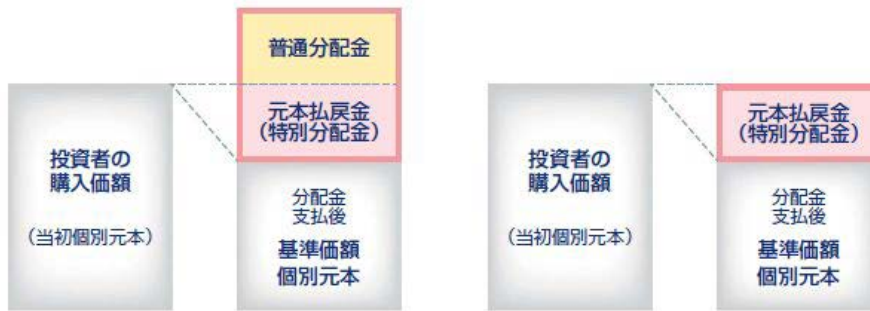 投資者の
購入価額
(当初個別元本)
普通分配金
元本払戻金
(特別分配金)
分配金
支払後
基準価額
個別元本
投資者の
購入価額
(当初個別元本)
元本払戻金
(特別分配金)
分配金
支払後
基準価額
個別元本